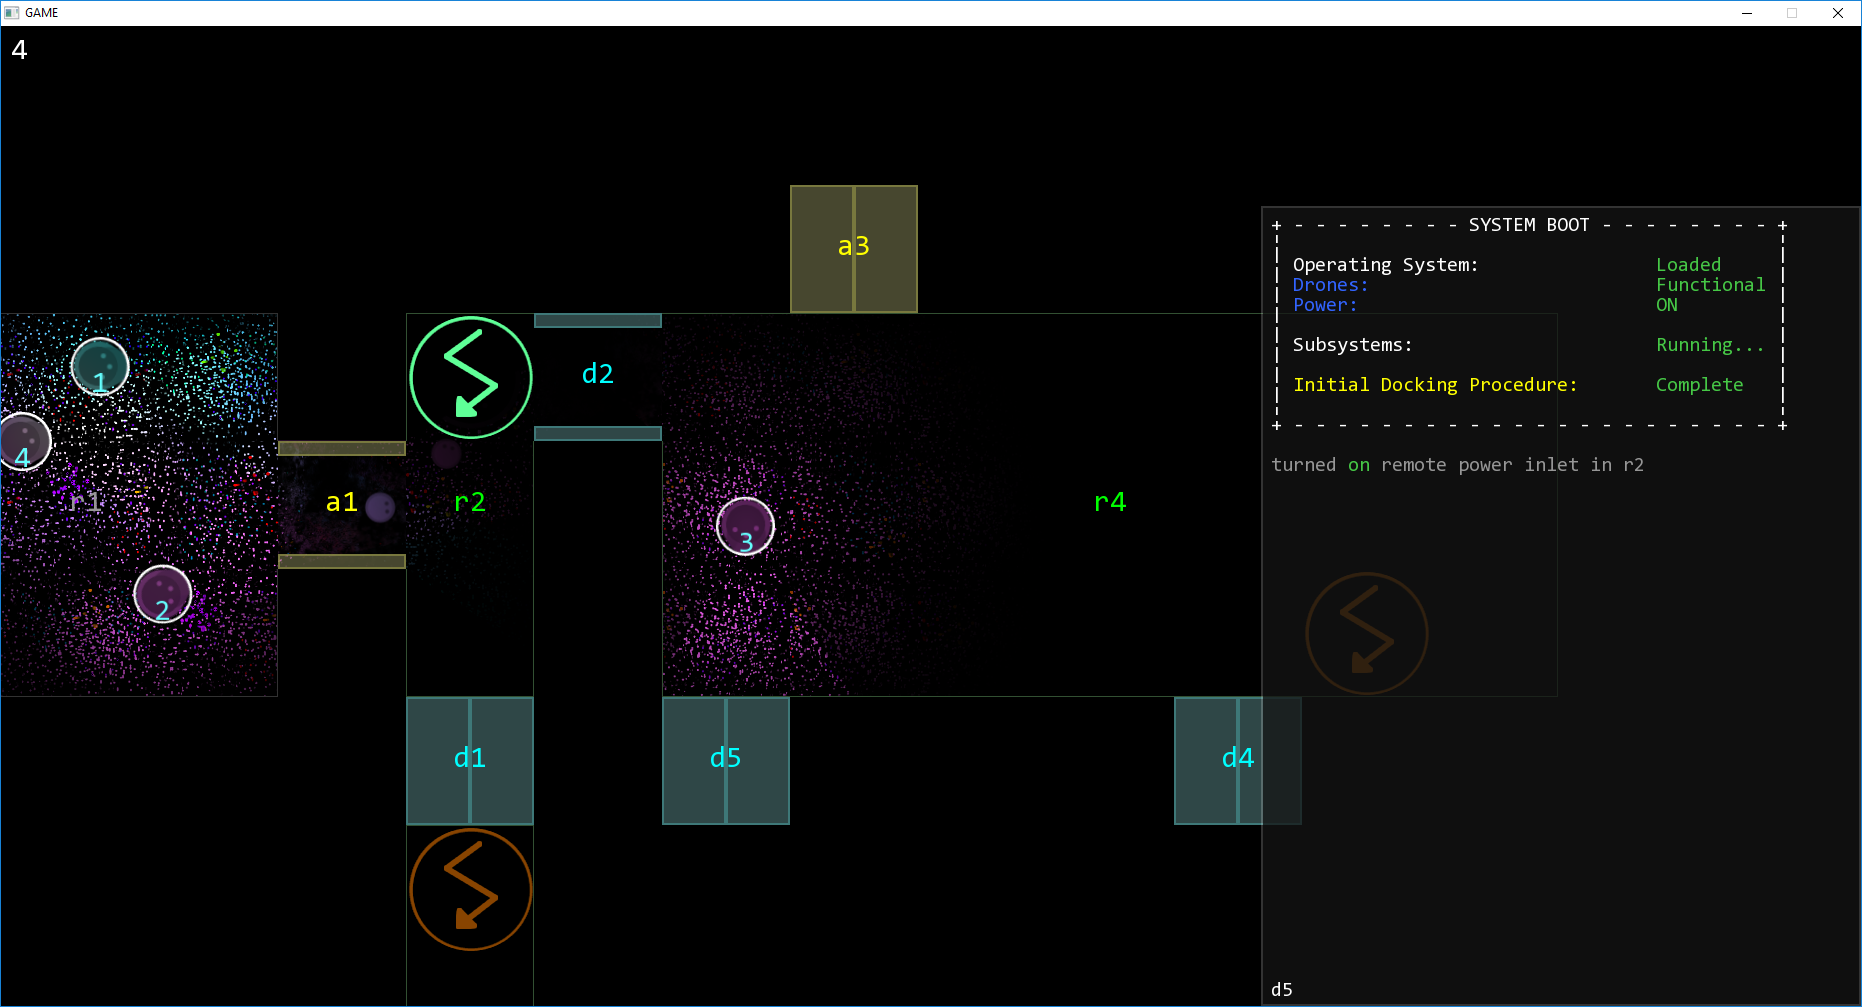 GAME
4
a3
+ - - - - - - - - SYSTEM BOOT - - - - - - - - +
Operating System: Loaded
Drones: Functional
Power: ON
Subsystems: Running...
Initial Docking Procedure: Complete
+ - - - - - - - - - - - - - - - - - - - - - - +
turned on remote power inlet in r2
1
d2
4
r1
a1
r2
r4
3
2
d1
d5
d4
d5